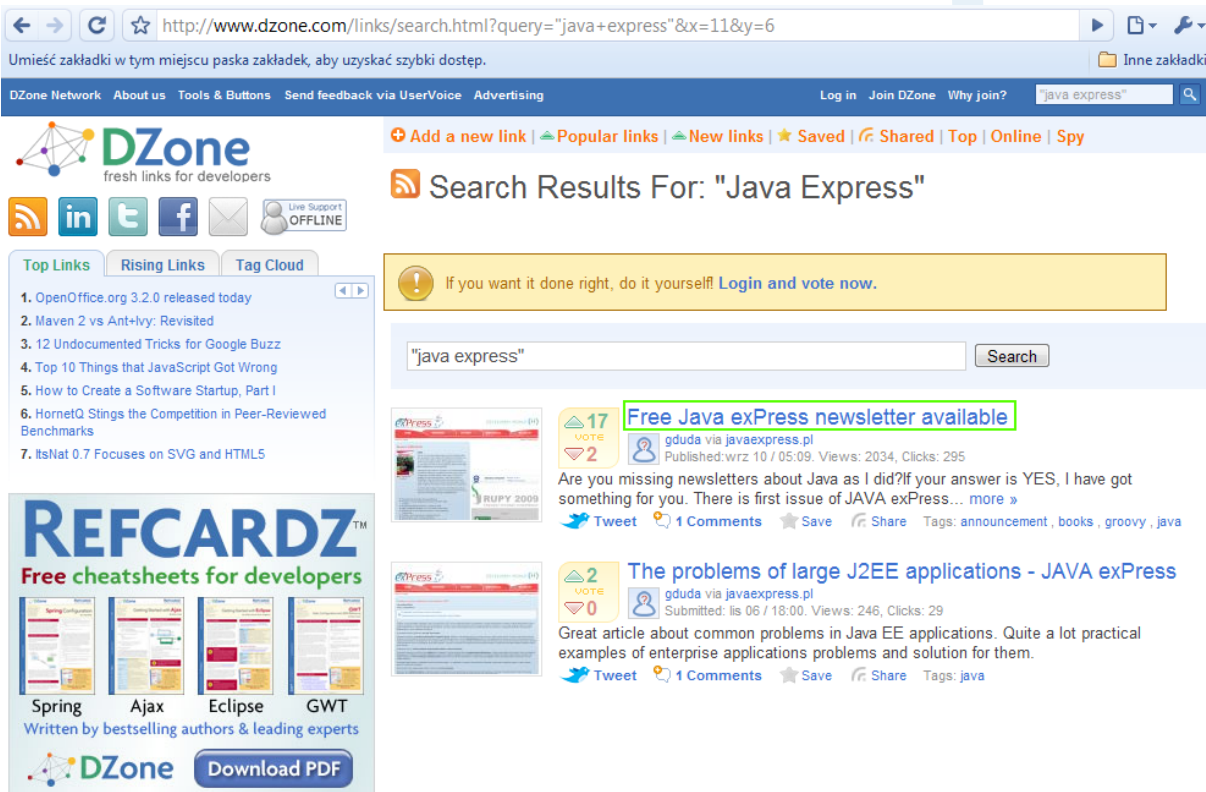 http://www.dzone.com/links/search.html?query="java+express"&x=11&y=6
Umieść zakładki w tym miejscu paska zakładek, aby uzyskać szybki dostęp.
Inne zakładki
DZone Network About us Tools & Buttons Send feedback via UserVoice Advertising
Log in Join DZone Why join?
"java express"
DZone
fresh links for developers
Live Support
OFFLINE
Top Links Rising Links Tag Cloud
1. OpenOffice.org 3.2.0 released today
2. Maven 2 vs Ant+Ivy: Revisited
3. 12 Undocumented Tricks for Google Buzz
4. Top 10 Things that JavaScript Got Wrong
5. How to Create a Software Startup, Part I
6. HornetQ Stings the Competition in Peer-Reviewed
Benchmarks
7. ItsNat 0.7 Focuses on SVG and HTML5
REFCARDZ™
Free cheatsheets for developers
Spring Ajax Eclipse GWT
Written by bestselling authors & leading experts
DZone
Download PDF
Add a new link | Popular links | New links | Saved | Shared | Top | Online | Spy
Search Results For: "Java Express"
If you want it done right, do it yourself! Login and vote now.
"java express"
Search
exPress
RUPY 2009
17
VOTE
2
Free Java exPress newsletter available
gduda via javaexpress.pl
Published:wrz 10 / 05:09. Views: 2034, Clicks: 295
Are you missing newsletters about Java as I did?If your answer is YES, I have got
something for you. There is first issue of JAVA exPress... more »
Tweet 1 Comments Save Share Tags: announcement , books , groovy , java
exPress
2
VOTE
0
The problems of large J2EE applications - JAVA exPress
gduda via javaexpress.pl
Submitted: lis 06 / 18:00. Views: 246, Clicks: 29
Great article about common problems in Java EE applications. Quite a lot practical
examples of enterprise applications problems and solution for them.
Tweet 1 Comments Save Share Tags: java